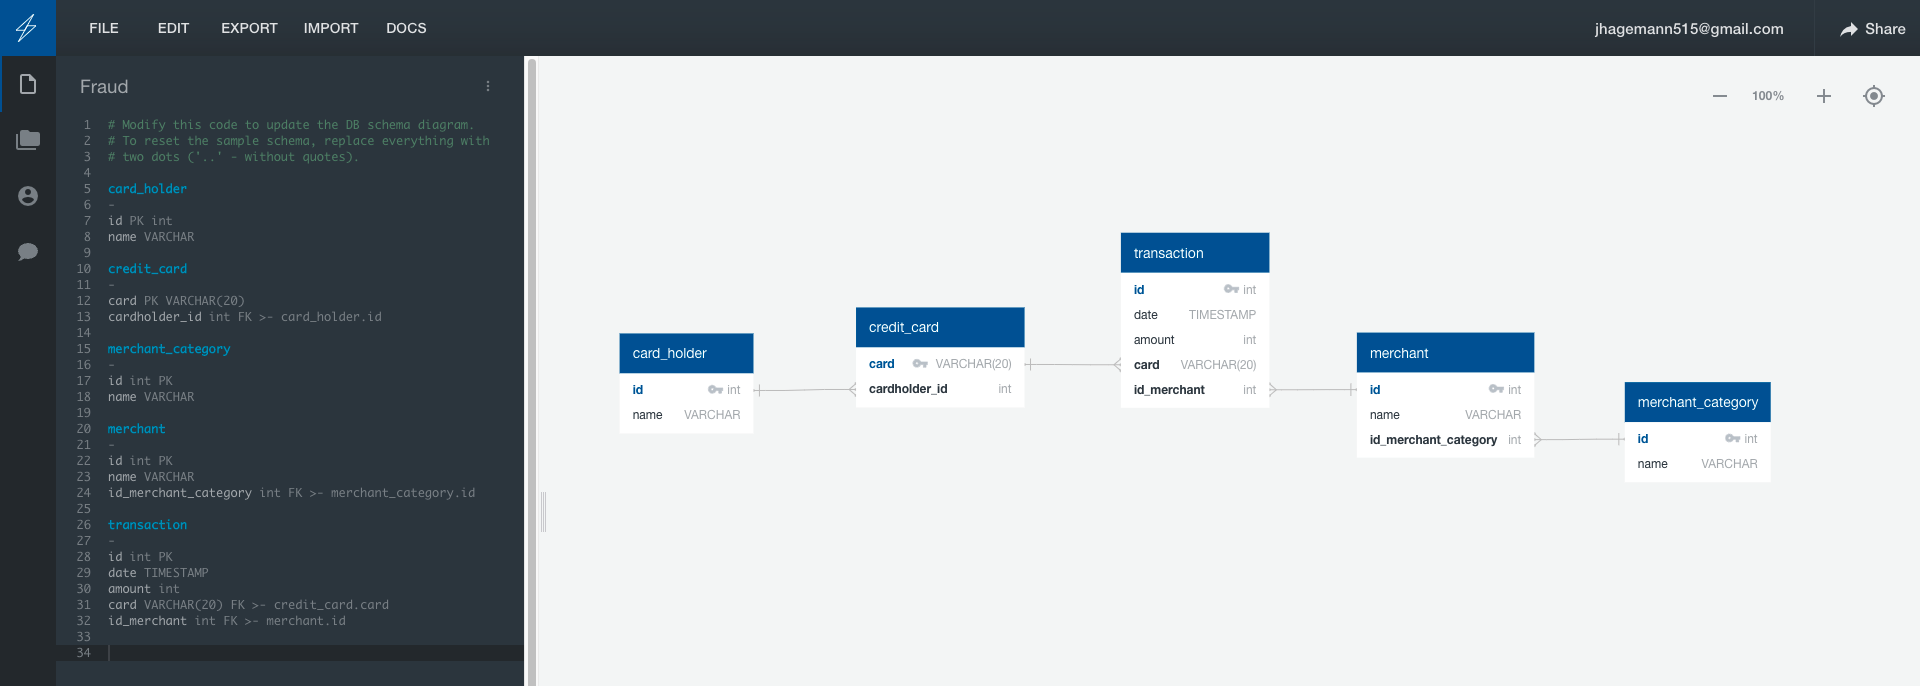 FILE EDIT EXPORT IMPORT DOCS jhagemann515@gmail.com Share
Fraud
100%
1 # Modify this code to update the DB schema diagram.
2 # To reset the sample schema, replace everything with
3 # two dots ('..' - without quotes).
4
5 card_holder
6 -
7 id PK int
8 name VARCHAR
9
10 credit_card
11 -
12 card PK VARCHAR(20)
13 cardholder_id int FK >- card_holder.id
14
15 merchant_category
16 -
17 id int PK
18 name VARCHAR
19
20 merchant
21 -
22 id int PK
23 name VARCHAR
24 id_merchant_category int FK >- merchant_category.id
25
26 transaction
27 -
28 id int PK
29 date TIMESTAMP
30 amount int
31 card VARCHAR(20) FK >- credit_card.card
32 id_merchant int FK >- merchant.id
33
34
card_holder
id int
name VARCHAR
credit_card
card VARCHAR(20)
cardholder_id int
transaction
id int
date TIMESTAMP
amount int
card VARCHAR(20)
id_merchant int
merchant
id int
name VARCHAR
id_merchant_category int
merchant_category
id int
name VARCHAR